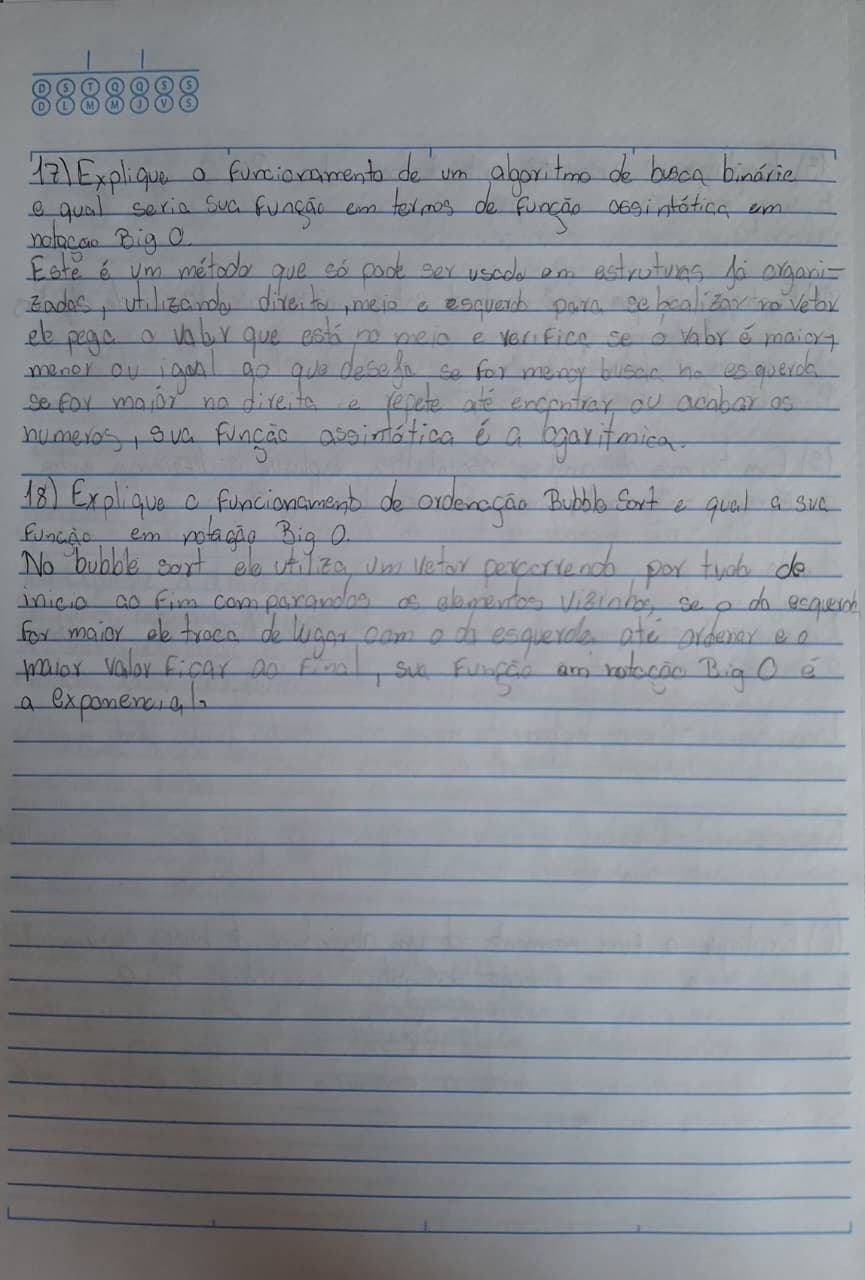 D S T Q Q S S
D L M M J V S
17) Explique o funcionamento de um algoritmo de busca binária
e qual seria sua função em termos de função assintótica em
notação Big O.
Este é um método que só pode ser usado em estruturas já organi-
zadas, utilizando direita, meio e esquerda para se localizar no vetor
ele pega o valor que está no meio e verifica se o valor é maior,
menor ou igual ao que deseja se for menor busca na esquerda
se for maior na direita e repete até encontrar, ou acabar os
numeros, sua função assintótica é a logaritmica.
18) Explique o funcionamento de ordenação Bubble Sort e qual a sua
função em notação Big O.
No bubble sort ele utiliza um vetor percorrendo por tudo de
inicio ao fim comparandos os elementos vizinhos, se o da esquerda
for maior ele troca de lugar com o da esquerda até ordenar e o
maior valor ficar ao final, sua função em notação Big O é
a exponencial.